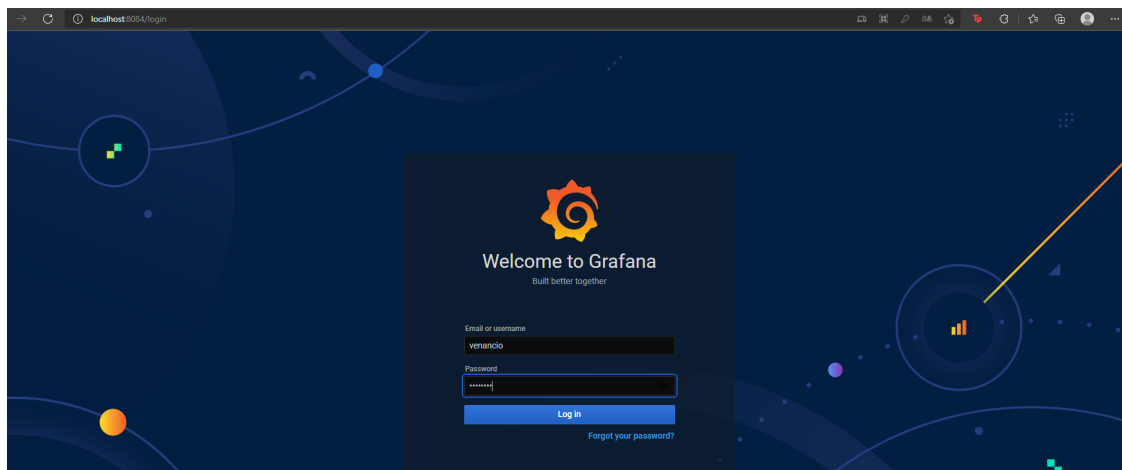 localhost:8084/login
Welcome to Grafana
Built better together
Email or username
venancio
Password
••••••••
Log in
Forgot your password?